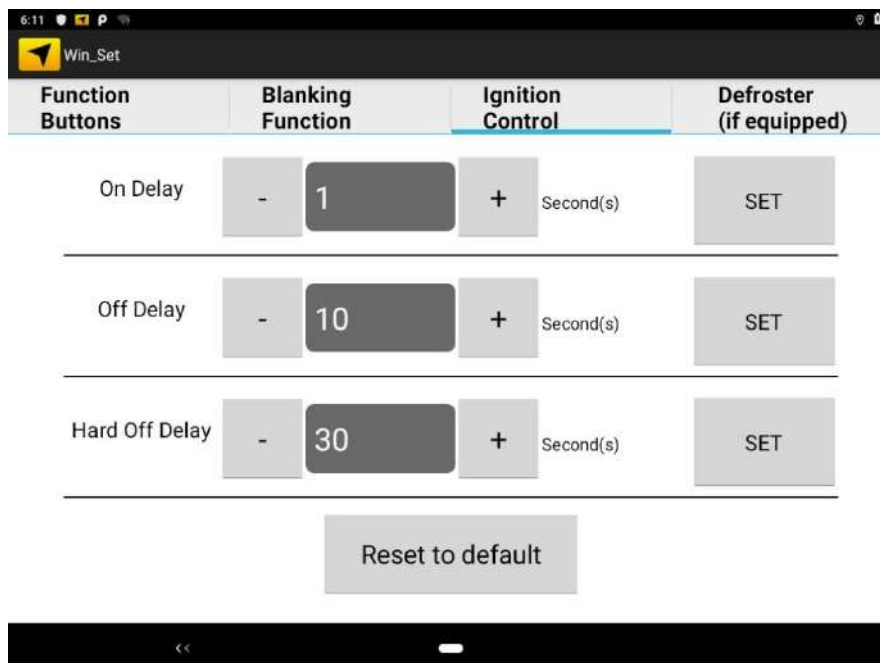 6:11
Win_Set
Function Buttons
Blanking Function
Ignition Control
Defroster (if equipped)
On Delay - 1 + Second(s) SET
Off Delay - 10 + Second(s) SET
Hard Off Delay - 30 + Second(s) SET
Reset to default
<<